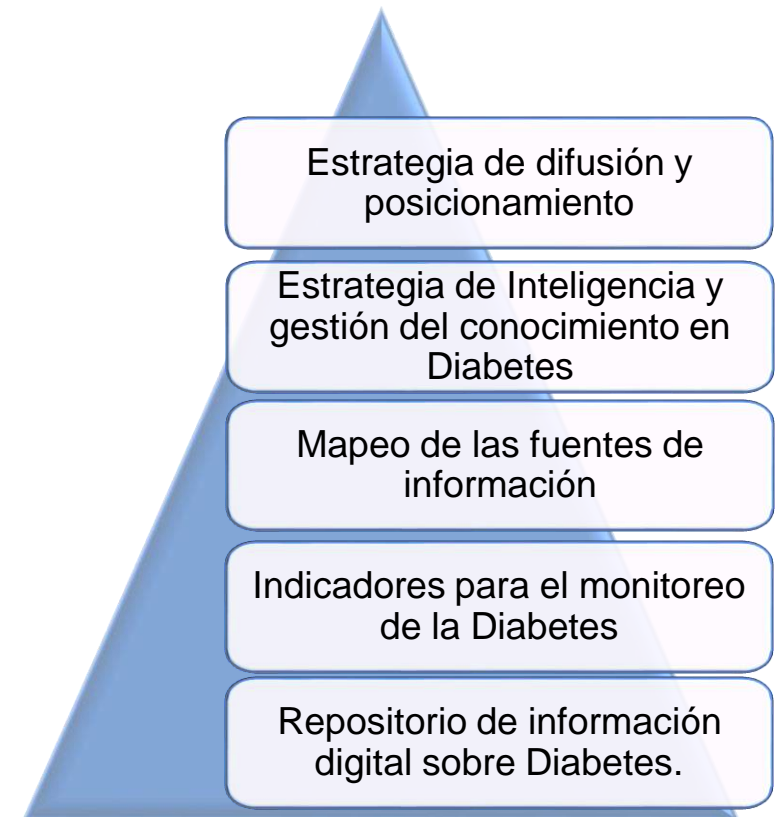 Estrategia de difusión y
posicionamiento
Estrategia de Inteligencia y
gestión del conocimiento en
Diabetes
Mapeo de las fuentes de
información
Indicadores para el monitoreo
de la Diabetes
Repositorio de información
digital sobre Diabetes.